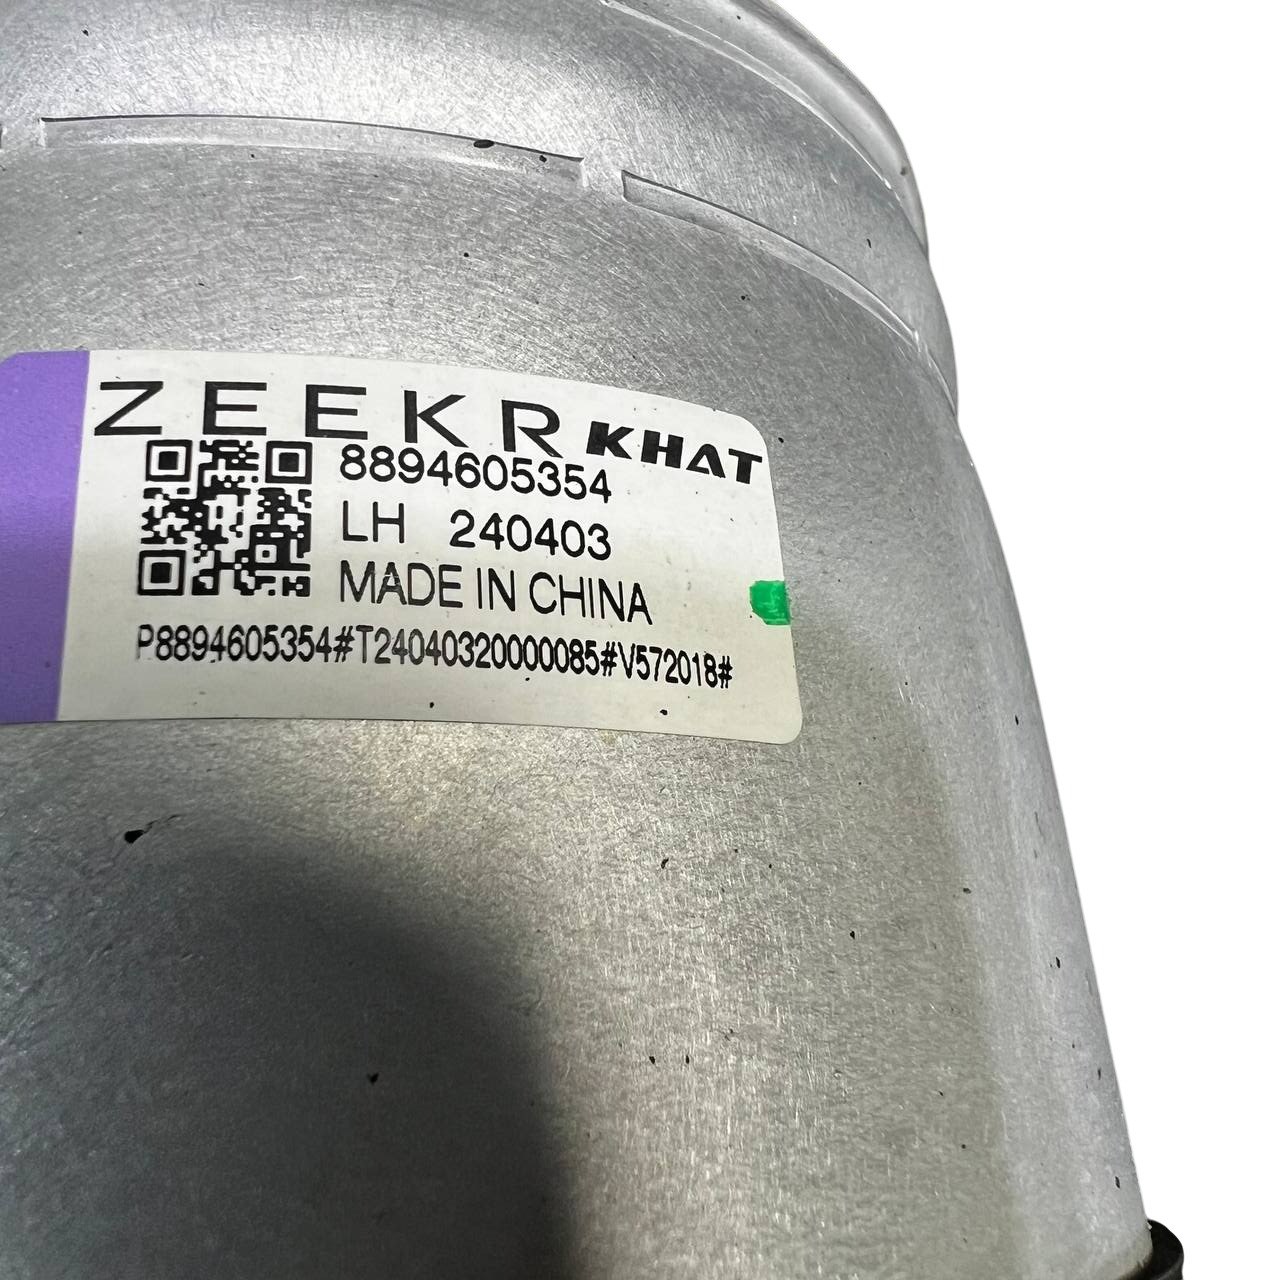 ZEEKR KHAT
8894605354
LH 240403
MADE IN CHINA
P8894605354#T24040320000085#V572018#